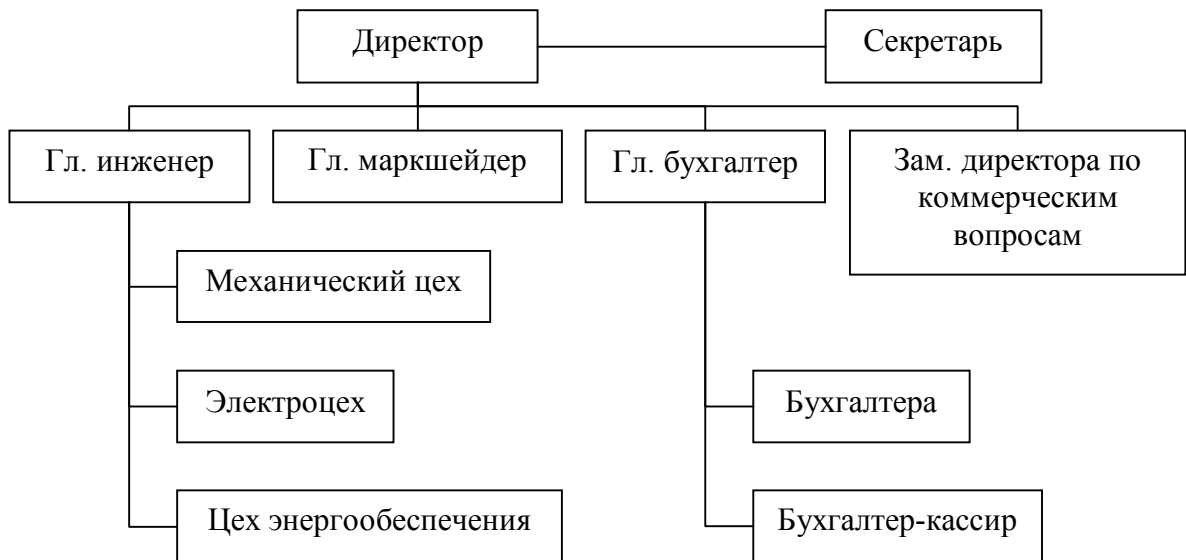 Директор
Секретарь
Гл. инженер
Гл. маркшейдер
Гл. бухгалтер
Зам. директора по
коммерческим
вопросам
Механический цех
Электроцех
Бухгалтера
Цех энергообеспечения
Бухгалтер-кассир